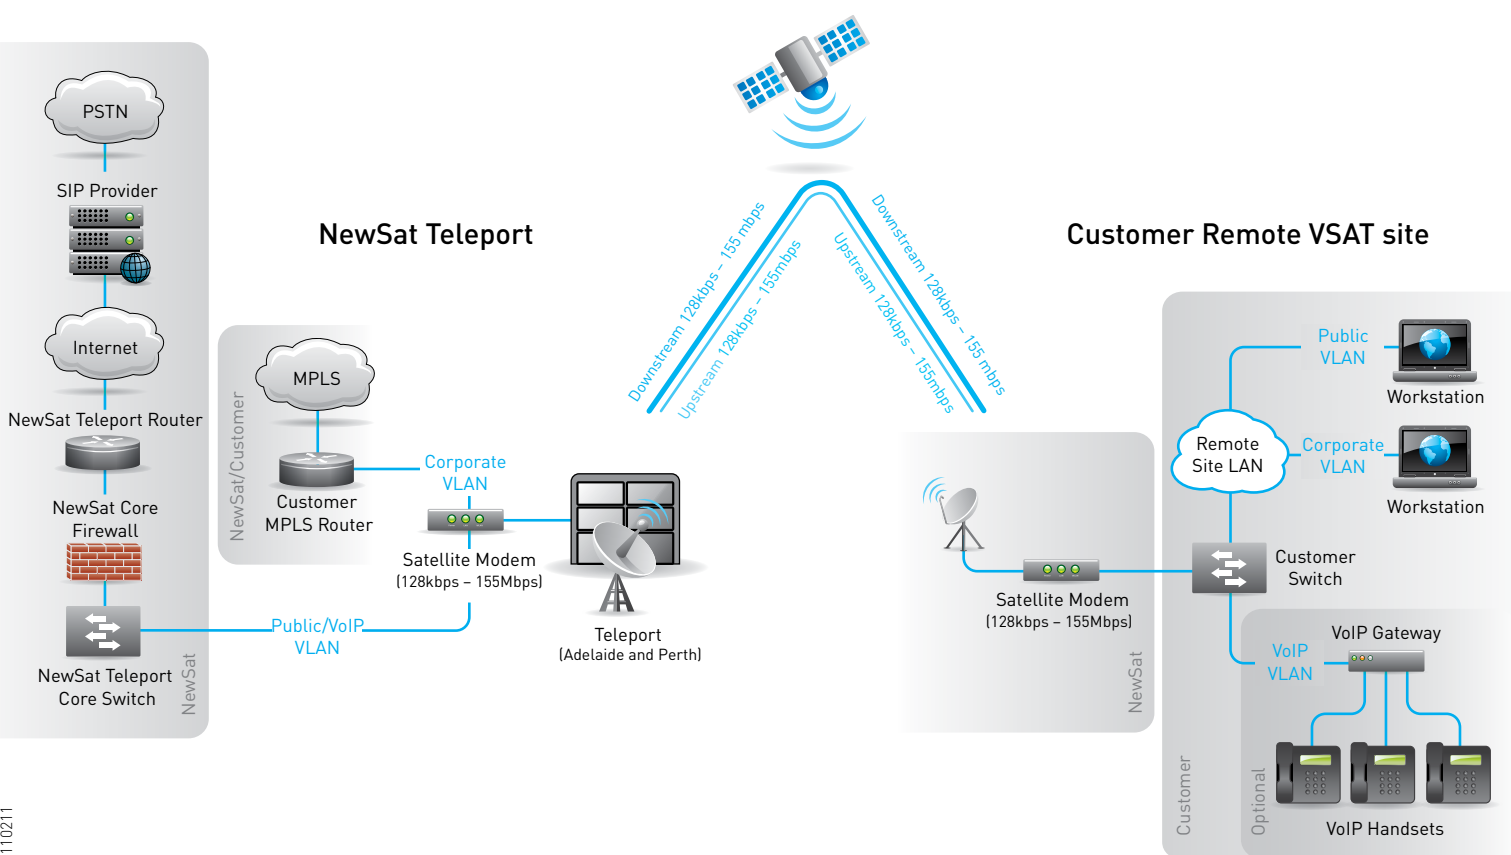 PSTN
SIP Provider
Internet
NewSat Teleport Router
NewSat Core
Firewall
NewSat Teleport
Core Switch
NewSat
NewSat Teleport
MPLS
Customer
MPLS Router
NewSat/Customer
Corporate
VLAN
Satellite Modem
(128kbps – 155Mbps)
Public/VoIP
VLAN
Teleport
(Adelaide and Perth)
Downstream 128kbps – 155 mbps
Upstream 128kbps – 155mbps
Upstream 128kbps – 155mbps
Downstream 128kbps – 155 mbps
Customer Remote VSAT site
Satellite Modem
(128kbps – 155Mbps)
NewSat
Public
VLAN
Workstation
Remote
Site LAN
Corporate
VLAN
Workstation
Customer
Switch
VoIP Gateway
VoIP
VLAN
VoIP Handsets
Customer
Optional
110211